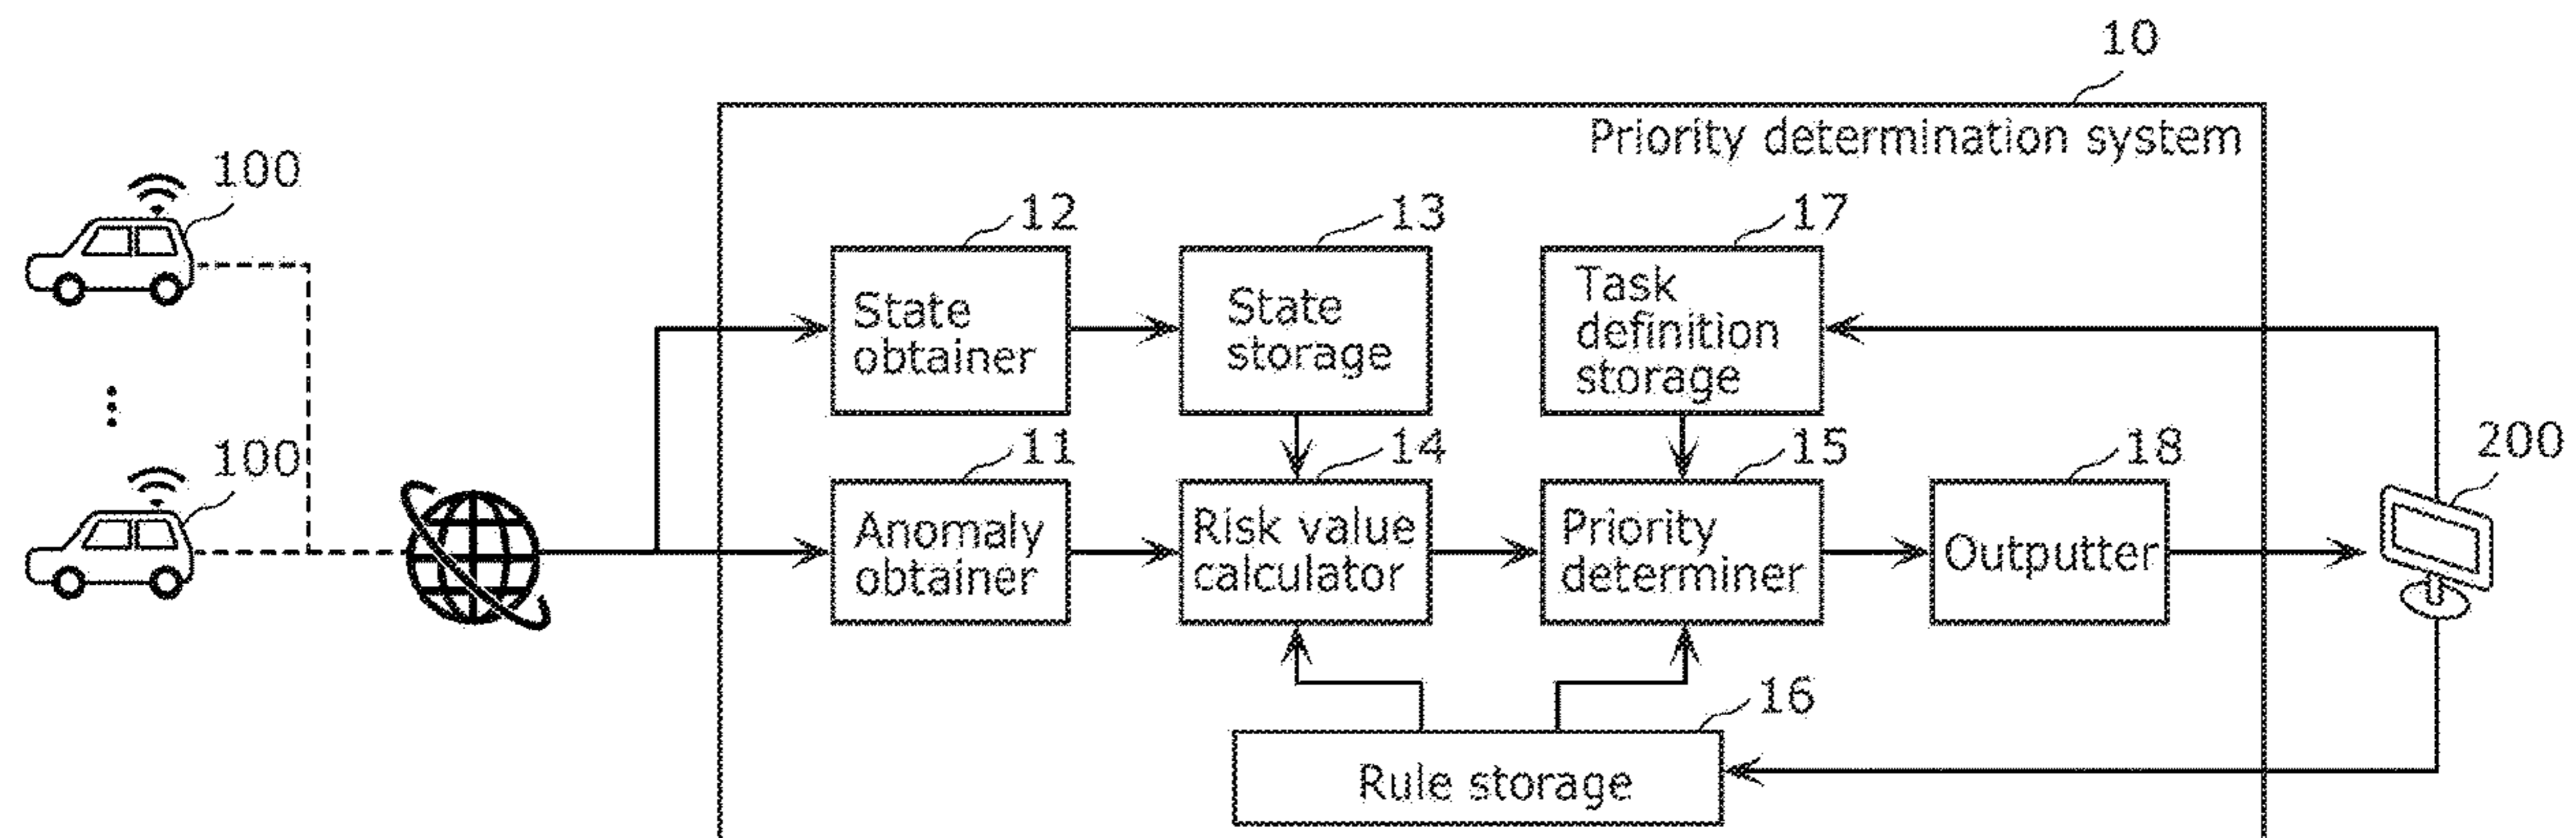 10
Priority determination system
100
12
13
17
State
obtainer
State
storage
Task
definition
storage
100
11
14
15
18
200
Anomaly
obtainer
Risk value
calculator
Priority
determiner
Outputter
16
Rule storage